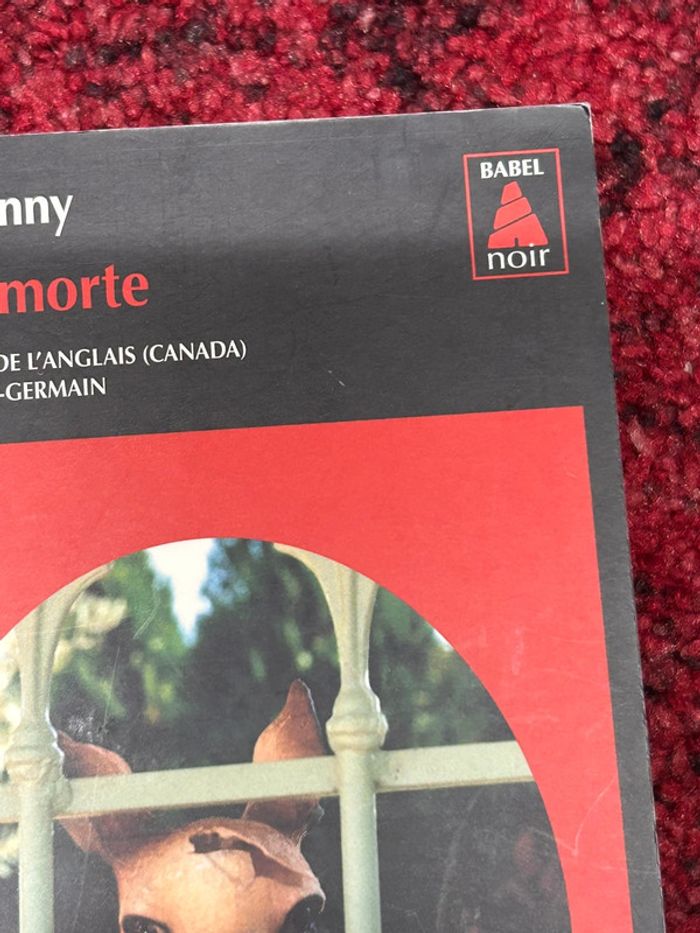 nny
morte
DE L'ANGLAIS (CANADA)
-GERMAIN
BABEL
noir